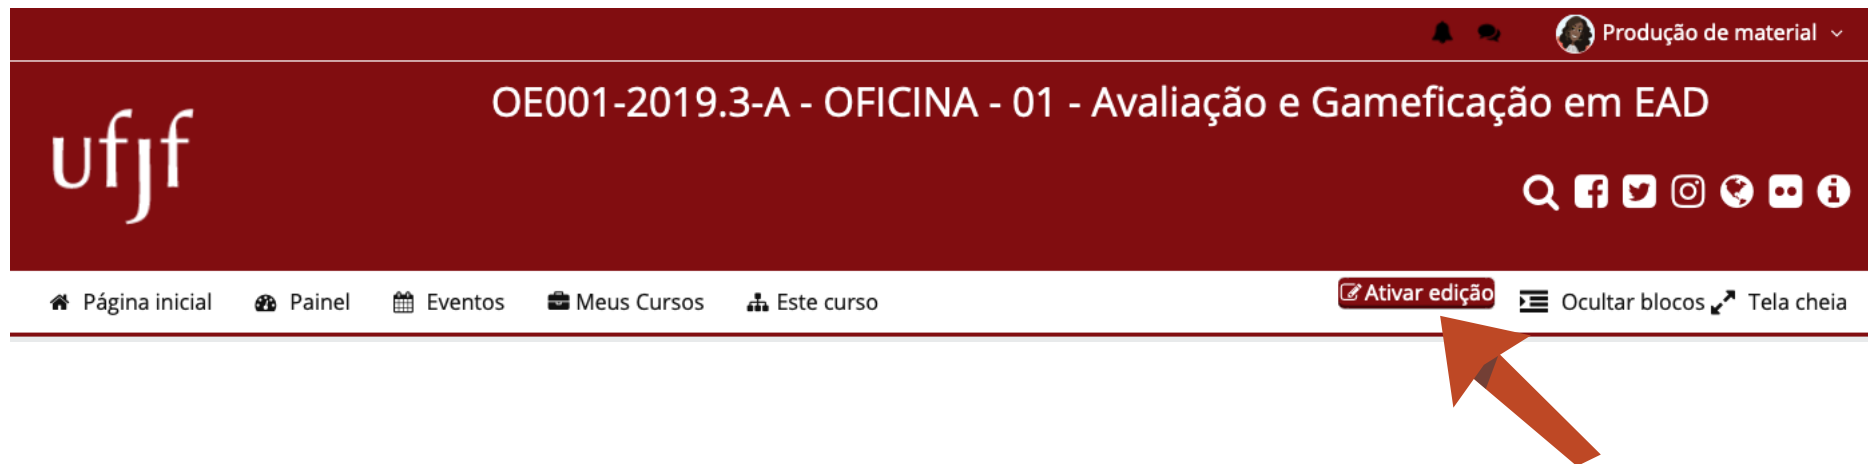 Produção de material
OE001-2019.3-A - OFICINA - 01 - Avaliação e Gameficação em EAD
ufjf
Página inicial Painel Eventos Meus Cursos Este curso Ativar edição Ocultar blocos Tela cheia